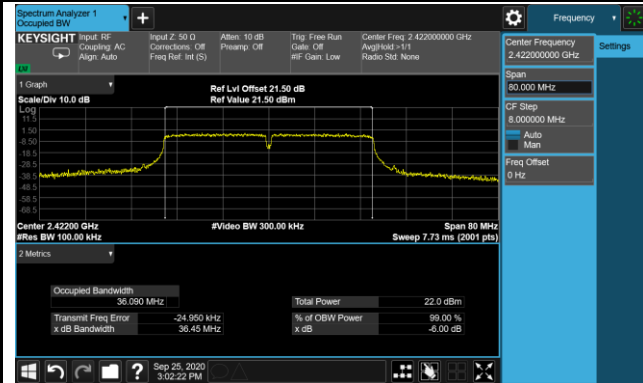 Spectrum Analyzer 1
Occupied BW
Frequency
KEYSIGHT
Input: RF
Coupling: AC
Align: Auto
Input Z: 50 Ω
Corrections: Off
Freq Ref: Int (S)
Atten: 10 dB
Preamp: Off
Trig: Free Run
Gate: Off
#IF Gain: Low
Center Freq: 2.422000000 GHz
Avg|Hold:>1/1
Radio Std: None
Center Frequency
2.422000000 GHz
Settings
Span
80.000 MHz
CF Step
8.000000 MHz
Auto
Man
Freq Offset
0 Hz
1 Graph
Scale/Div 10.0 dB
Ref Lvl Offset 21.50 dB
Ref Value 21.50 dBm
Log
11.5
1.50
-8.50
-18.5
-28.5
-38.5
-48.5
-58.5
-68.5
Center 2.42200 GHz
#Video BW 300.00 kHz
Span 80 MHz
#Res BW 100.00 kHz
Sweep 7.73 ms (2001 pts)
2 Metrics
Occupied Bandwidth
36.090 MHz
Total Power 22.0 dBm
Transmit Freq Error -24.950 kHz
% of OBW Power 99.00 %
x dB Bandwidth 36.45 MHz
x dB -6.00 dB
Sep 25, 2020
3:02:22 PM